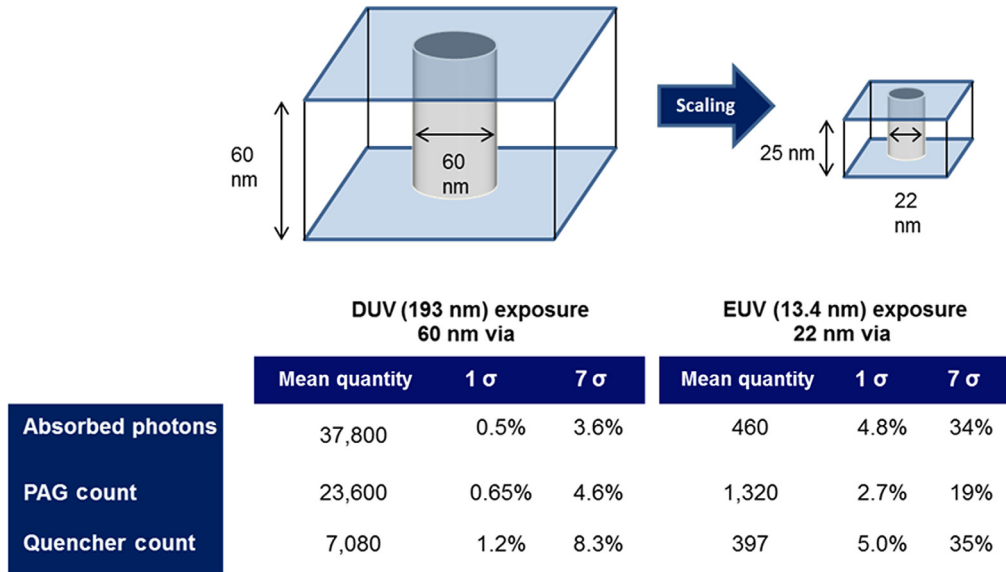 60
nm
60
nm
Scaling
25 nm
22
nm
DUV (193 nm) exposure
60 nm via
EUV (13.4 nm) exposure
22 nm via
Mean quantity 1 σ 7 σ Mean quantity 1 σ 7 σ
Absorbed photons 37,800 0.5% 3.6% 460 4.8% 34%
PAG count 23,600 0.65% 4.6% 1,320 2.7% 19%
Quencher count 7,080 1.2% 8.3% 397 5.0% 35%